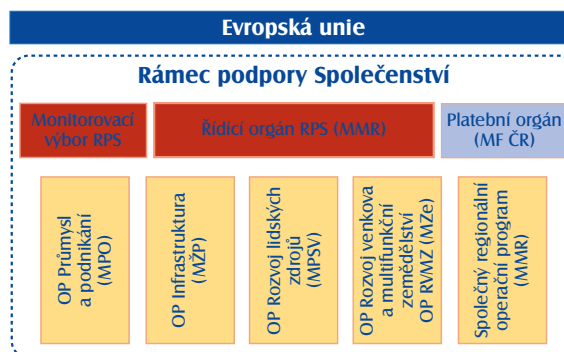 Evropská unie
Rámec podpory Společenství
Monitorovací
výbor RPS
Řídící orgán RPS (MMR)
Platební orgán
(MF ČR)
OP Průmysl
a podnikání
(MPO)
OP Infrastruktura
(MŽP)
OP Rozvoj lidských
zdrojů
(MPSV)
OP Rozvoj venkova
a multifunkční
zemědělství
OP RVMZ (MZe)
Společný regionální
operační program
(MMR)